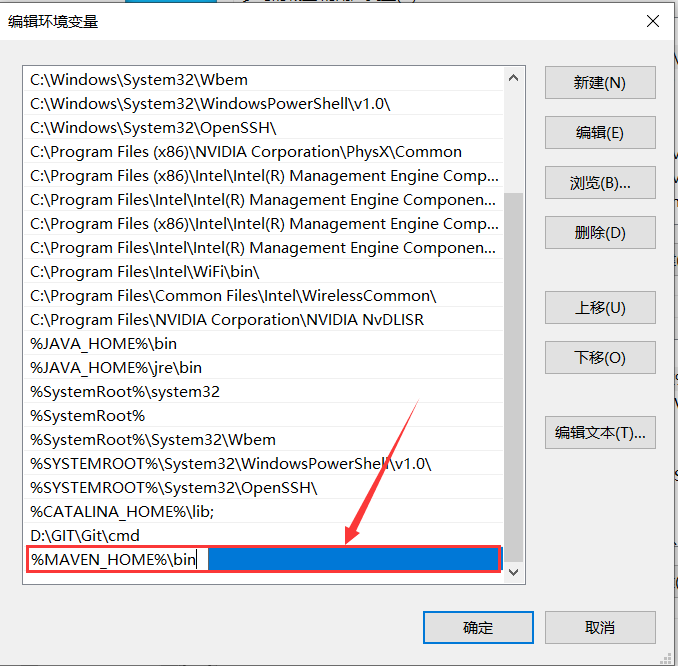 编辑环境变量
C:\Windows\System32\Wbem
C:\Windows\System32\WindowsPowerShell\v1.0\
C:\Windows\System32\OpenSSH\
C:\Program Files (x86)\NVIDIA Corporation\PhysX\Common
C:\Program Files (x86)\Intel\Intel(R) Management Engine Comp...
C:\Program Files\Intel\Intel(R) Management Engine Componen...
C:\Program Files (x86)\Intel\Intel(R) Management Engine Comp...
C:\Program Files\Intel\Intel(R) Management Engine Componen...
C:\Program Files\Intel\WiFi\bin\
C:\Program Files\Common Files\Intel\WirelessCommon\
C:\Program Files\NVIDIA Corporation\NVIDIA NvDLISR
%JAVA_HOME%\bin
%JAVA_HOME%\jre\bin
%SystemRoot%\system32
%SystemRoot%
%SystemRoot%\System32\Wbem
%SYSTEMROOT%\System32\WindowsPowerShell\v1.0\
%SYSTEMROOT%\System32\OpenSSH\
%CATALINA_HOME%\lib;
D:\GIT\Git\cmd
%MAVEN_HOME%\bin
新建(N)
编辑(E)
浏览(B)...
删除(D)
上移(U)
下移(O)
编辑文本(T)...
确定
取消